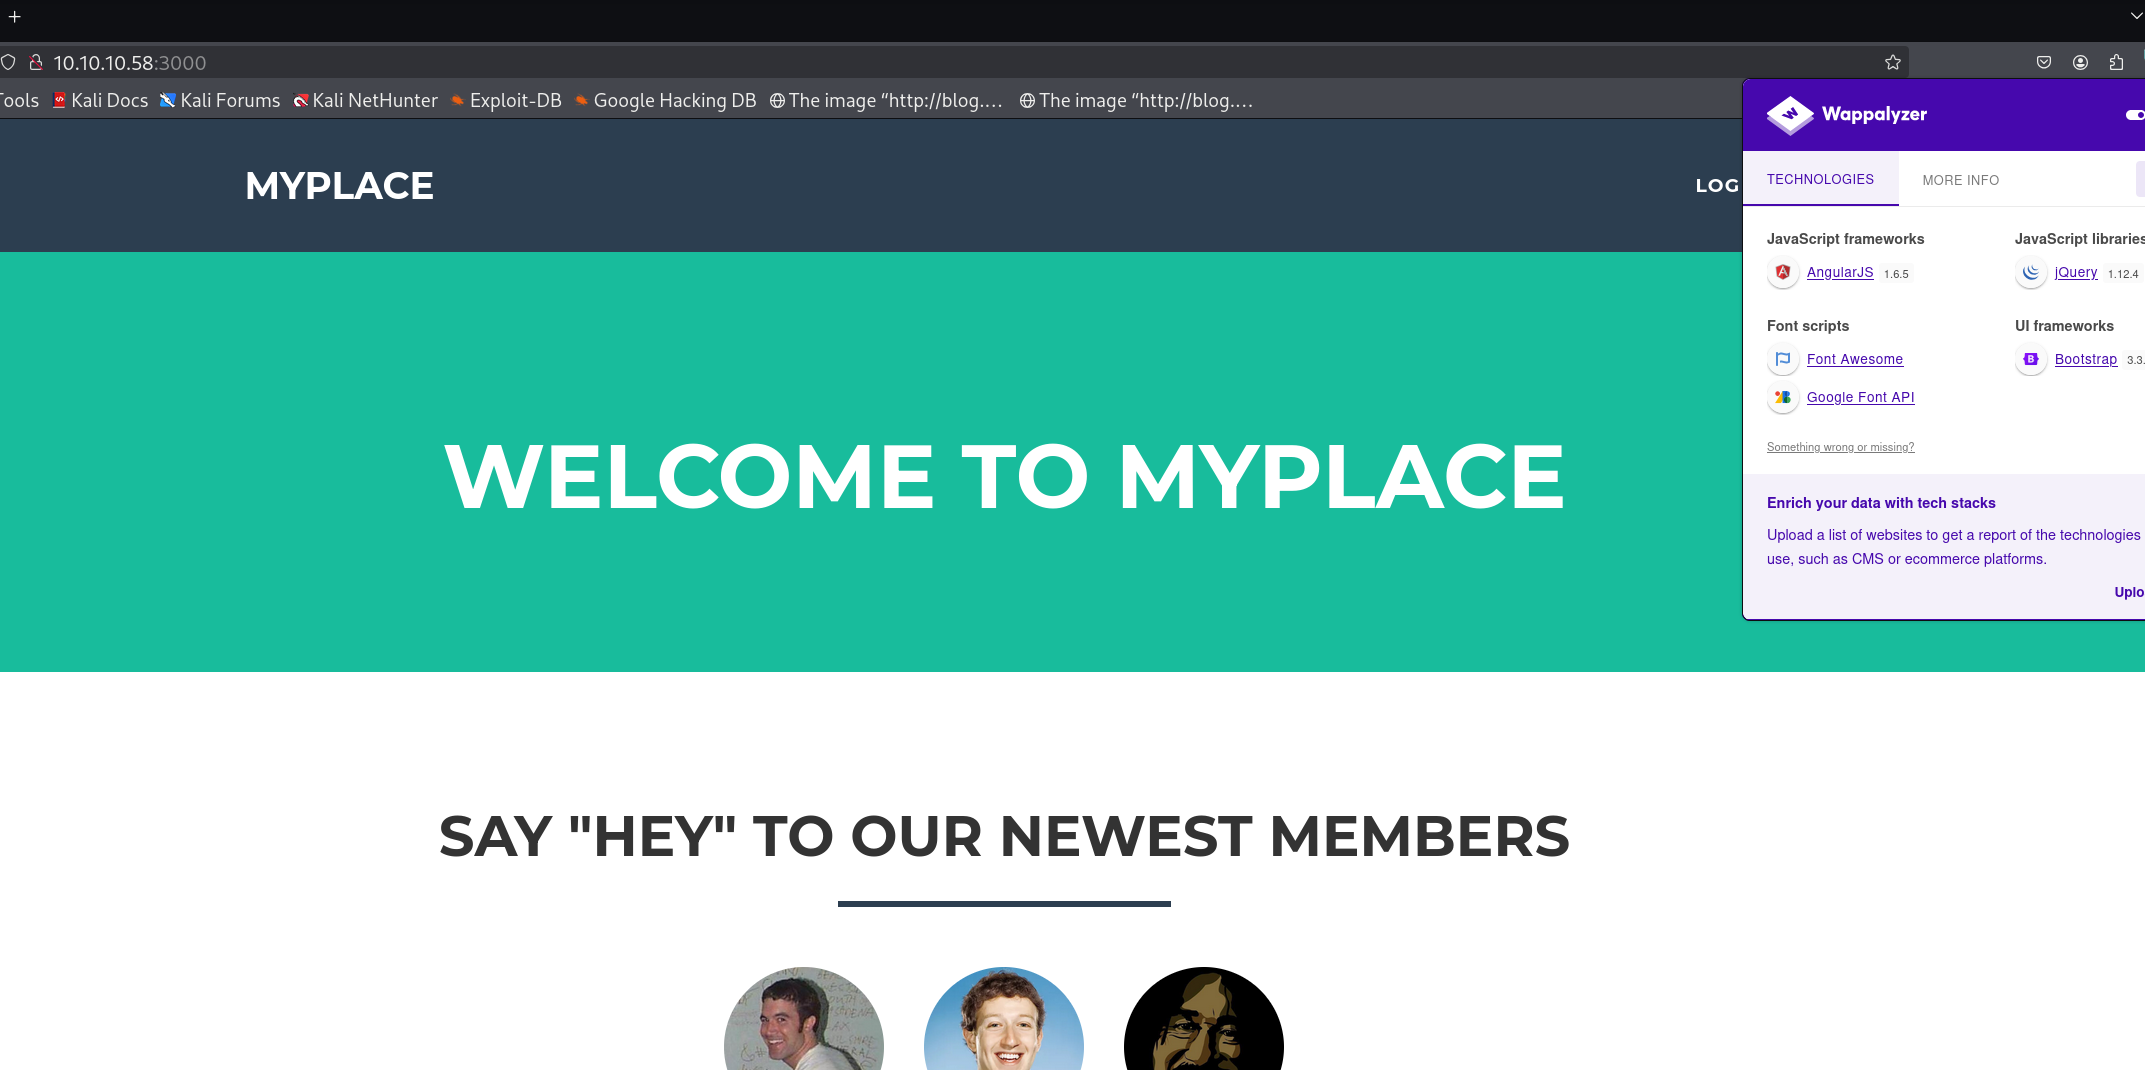 10.10.10.58:3000
Tools Kali Docs Kali Forums Kali NetHunter Exploit-DB Google Hacking DB The image “http://blog.… The image “http://blog.…
Wappalyzer
MYPLACE
LOG
TECHNOLOGIES MORE INFO
JavaScript frameworks JavaScript libraries
AngularJS 1.6.5 jQuery 1.12.4
Font scripts UI frameworks
Font Awesome Bootstrap 3.3.
Google Font API
Something wrong or missing?
Enrich your data with tech stacks
Upload a list of websites to get a report of the technologies
use, such as CMS or ecommerce platforms.
Uplo
WELCOME TO MYPLACE
SAY "HEY" TO OUR NEWEST MEMBERS